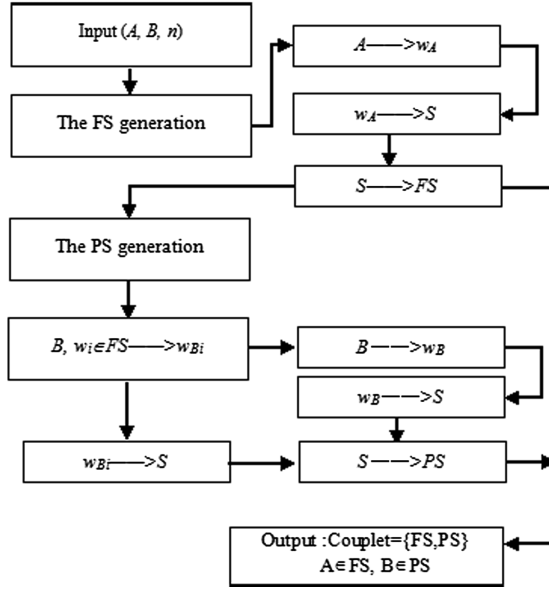 Input (A, B, n)
A——>wA
The FS generation
wA——>S
S——>FS
The PS generation
B, wi∈FS——>wBi
B——>wB
wB——>S
wBi——>S
S——>PS
Output :Couplet={FS,PS}
A∈FS, B∈PS